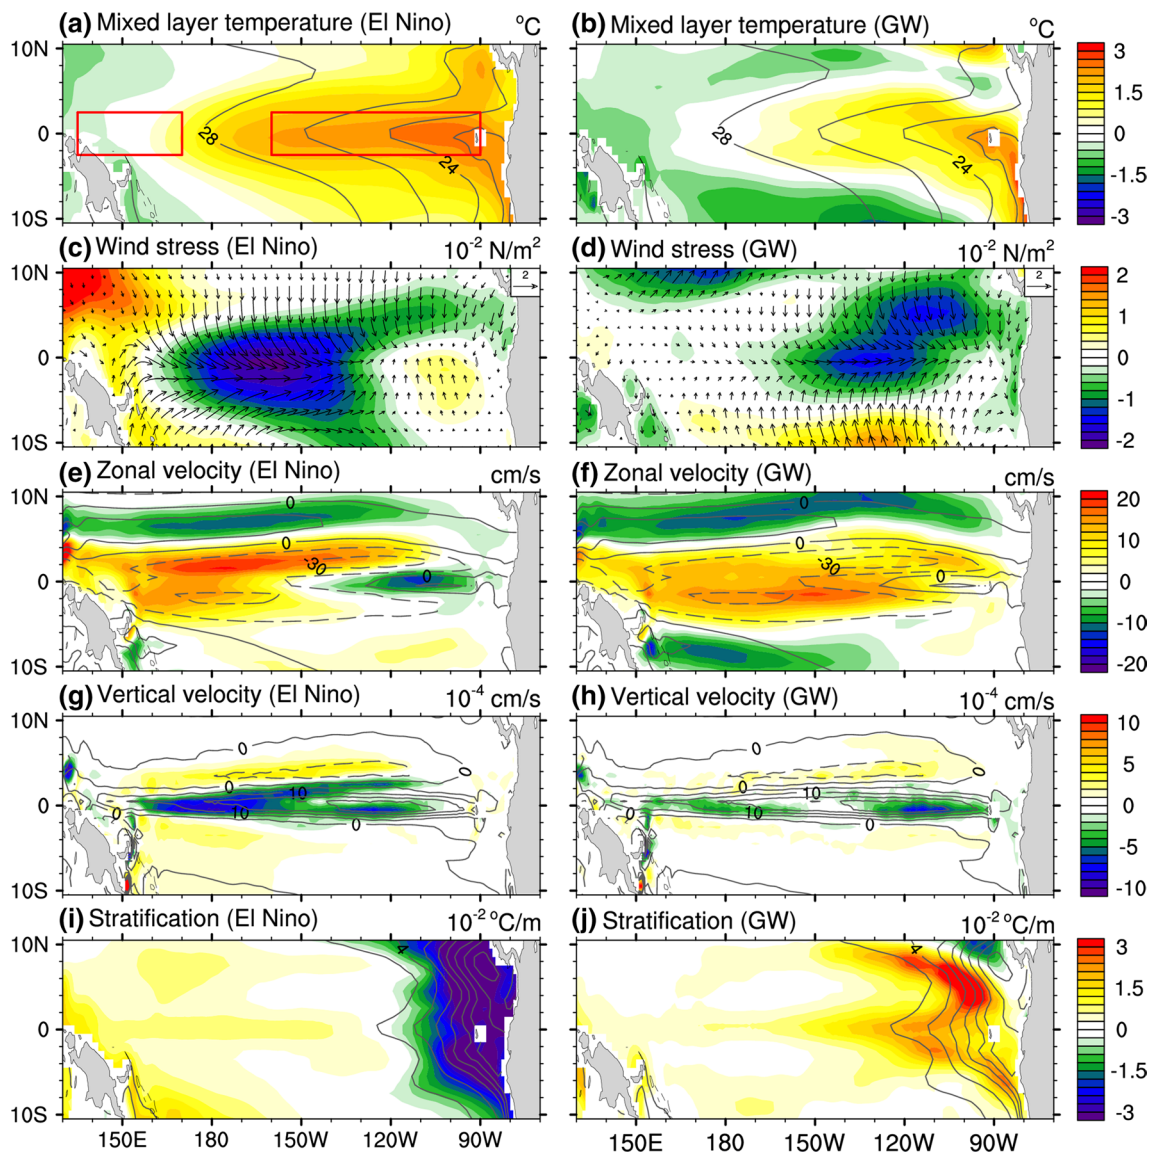 (a) Mixed layer temperature (El Nino) °C
(b) Mixed layer temperature (GW) °C
10N
0
10S
28
24
28
24
3
1.5
0
-1.5
-3
(c) Wind stress (El Nino) 10⁻² N/m²
(d) Wind stress (GW) 10⁻² N/m²
10N
0
10S
2
2
2
1
0
-1
-2
(e) Zonal velocity (El Nino) cm/s
(f) Zonal velocity (GW) cm/s
10N
0
10S
0
0
-30
0
0
0
-30
0
20
10
0
-10
-20
(g) Vertical velocity (El Nino) 10⁻⁴ cm/s
(h) Vertical velocity (GW) 10⁻⁴ cm/s
10N
0
10S
0
0
0
10
10
0
0
0
0
0
10
10
0
0
10
5
0
-5
-10
(i) Stratification (El Nino) 10⁻² °C/m
(j) Stratification (GW) 10⁻² °C/m
10N
0
10S
4
4
3
1.5
0
-1.5
-3
150E 180 150W 120W 90W
150E 180 150W 120W 90W